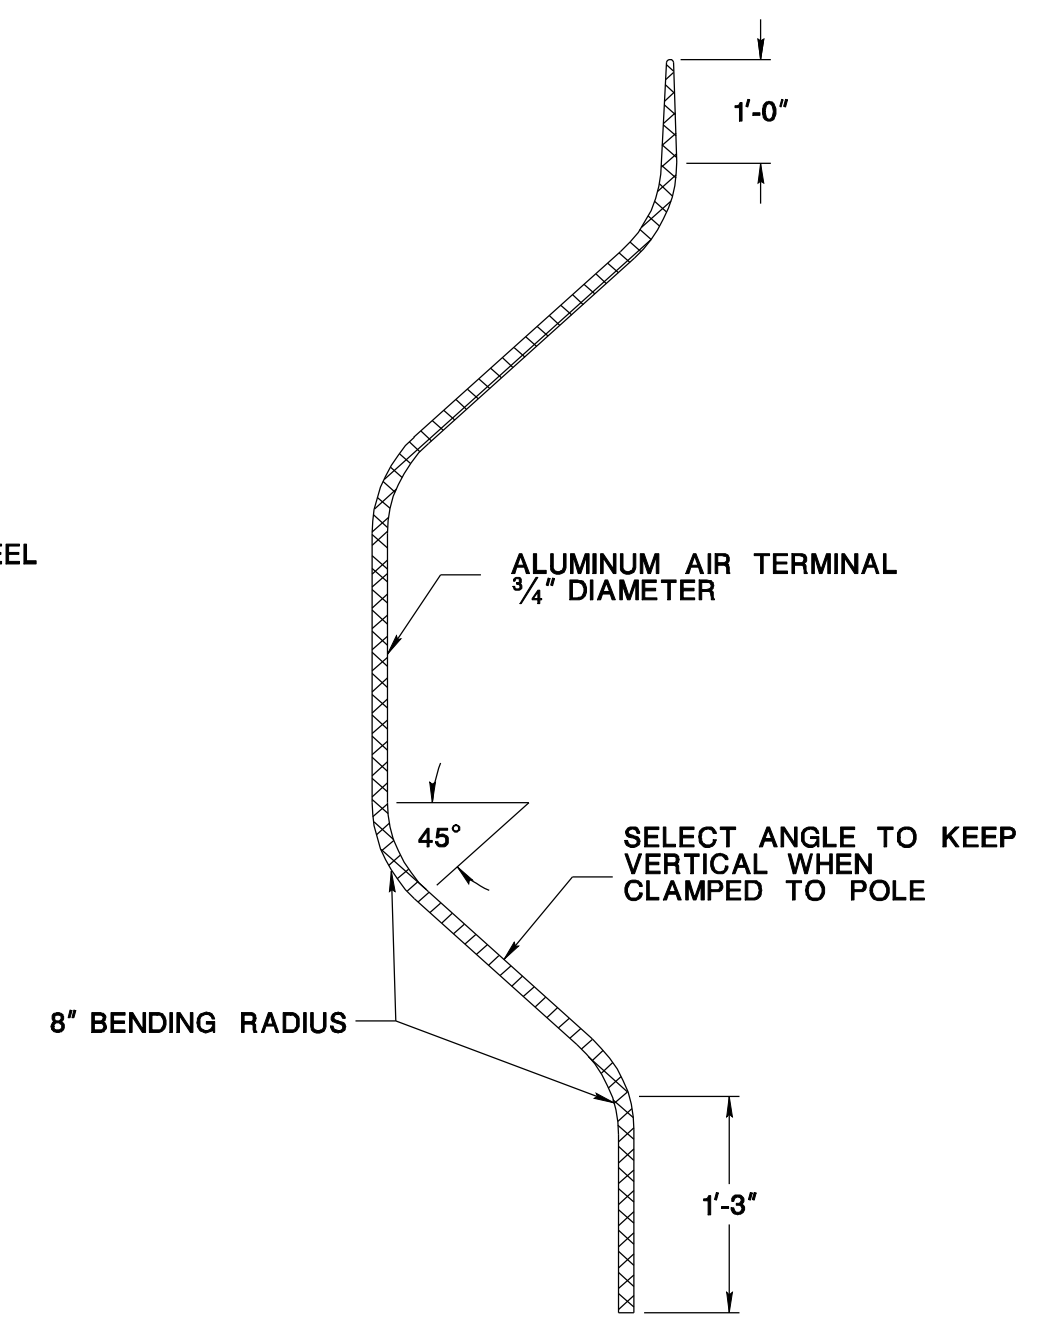 1'-0"
EEL
ALUMINUM AIR TERMINAL
3/4" DIAMETER
45°
SELECT ANGLE TO KEEP
VERTICAL WHEN
CLAMPED TO POLE
8" BENDING RADIUS
1'-3"